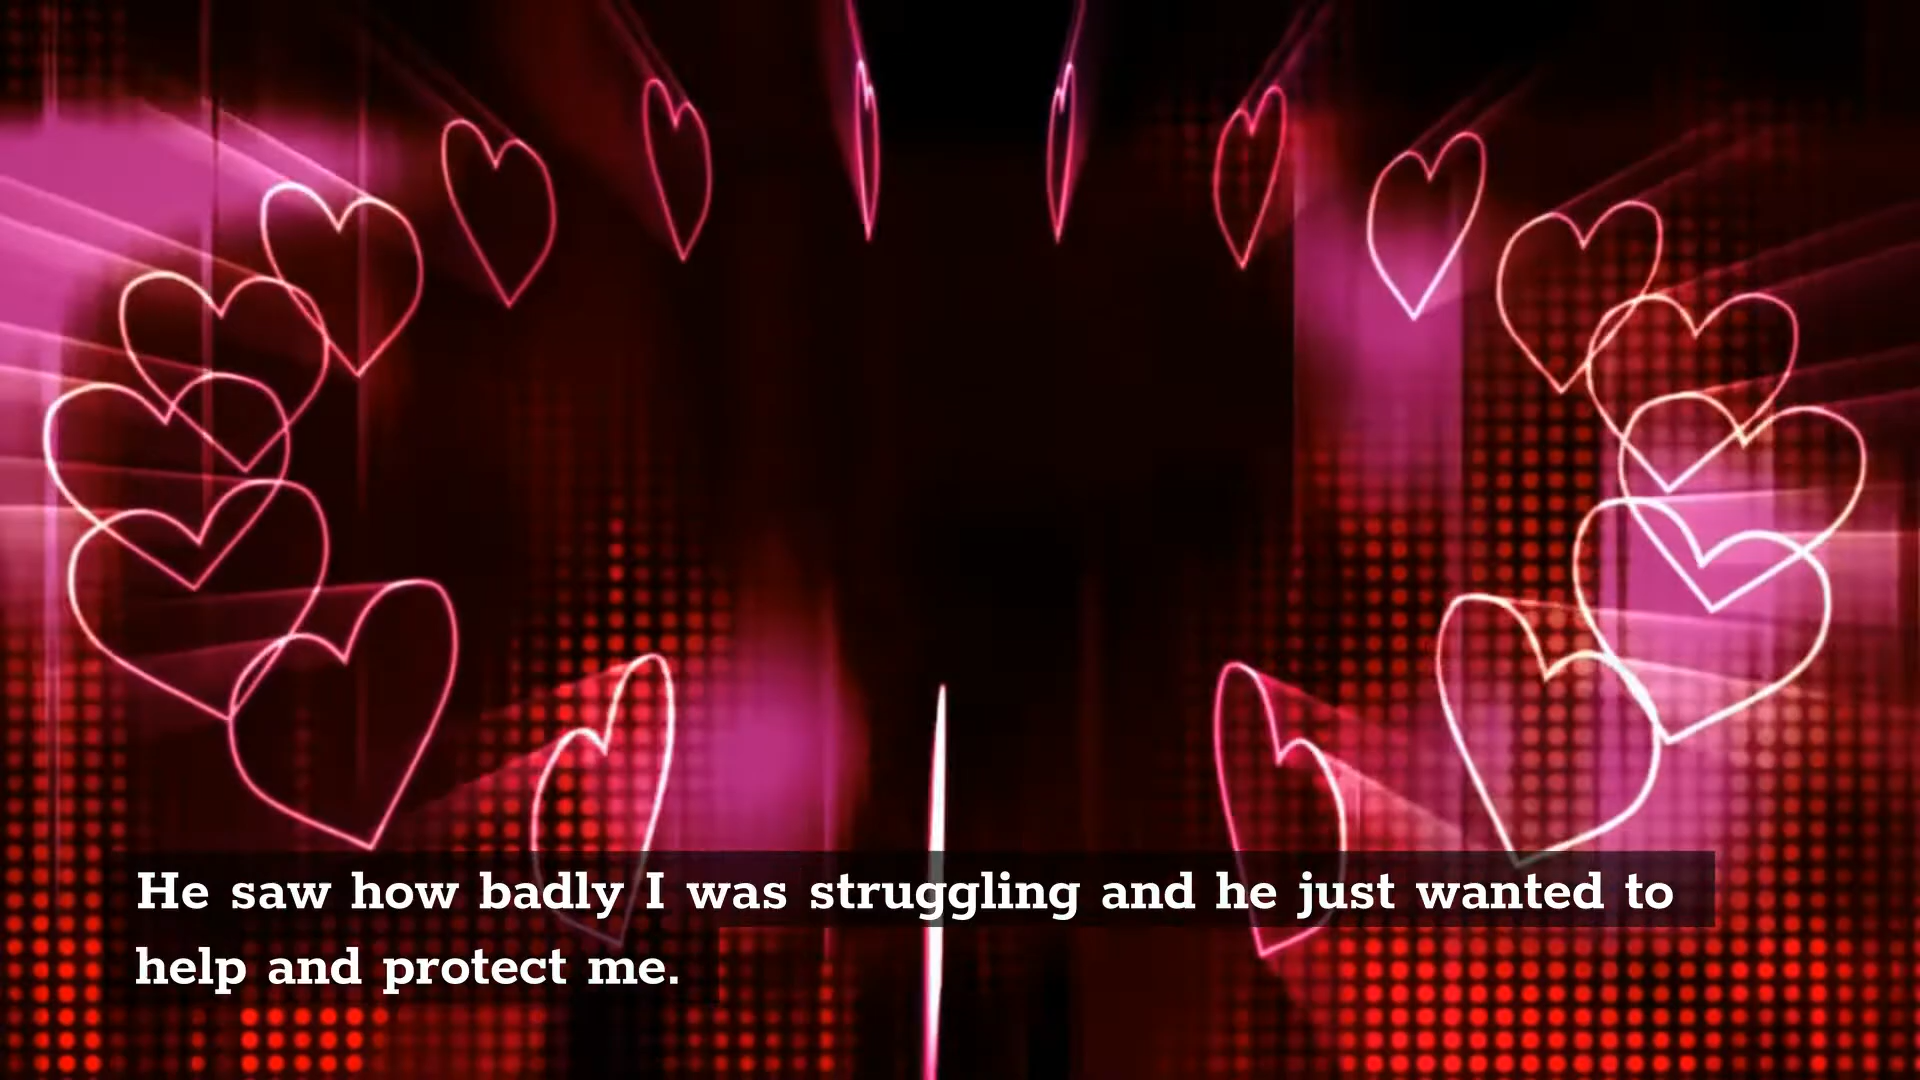 He saw how badly I was struggling and he just wanted to
help and protect me.